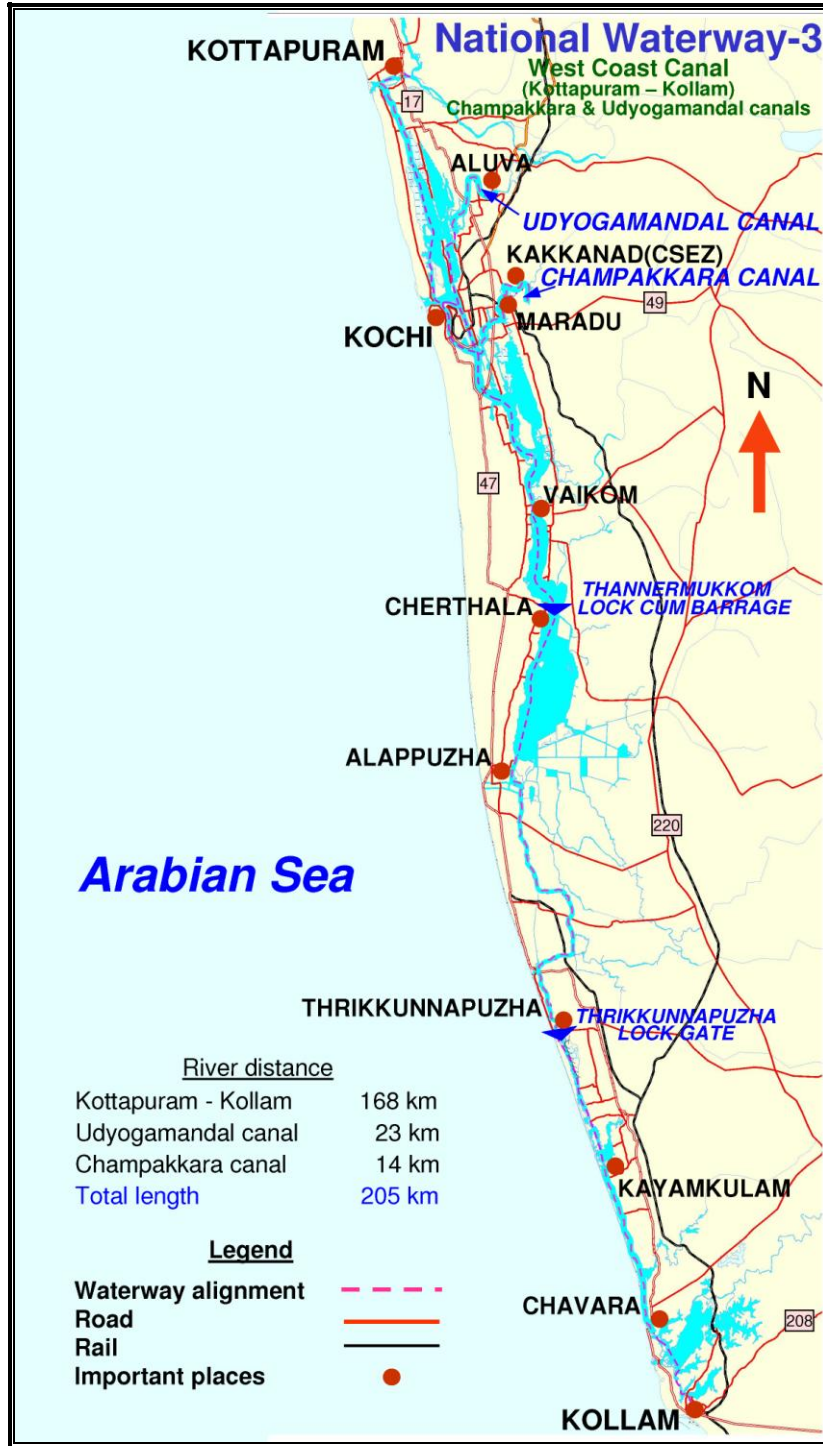 National Waterway-3
West Coast Canal
(Kottapuram – Kollam)
Champakkara & Udyogamandal canals
KOTTAPURAM
17
ALUVA
UDYOGAMANDAL CANAL
KAKKANAD(CSEZ)
CHAMPAKKARA CANAL
49
MARADU
KOCHI
N
47
VAIKOM
THANNERMUKKOM
LOCK CUM BARRAGE
CHERTHALA
ALAPPUZHA
220
Arabian Sea
THRIKKUNNAPUZHA
THRIKKUNNAPUZHA
LOCK GATE
River distance
Kottapuram - Kollam 168 km
Udyogamandal canal 23 km
Champakkara canal 14 km
Total length 205 km
KAYAMKULAM
Legend
Waterway alignment
Road
Rail
Important places
CHAVARA
208
KOLLAM